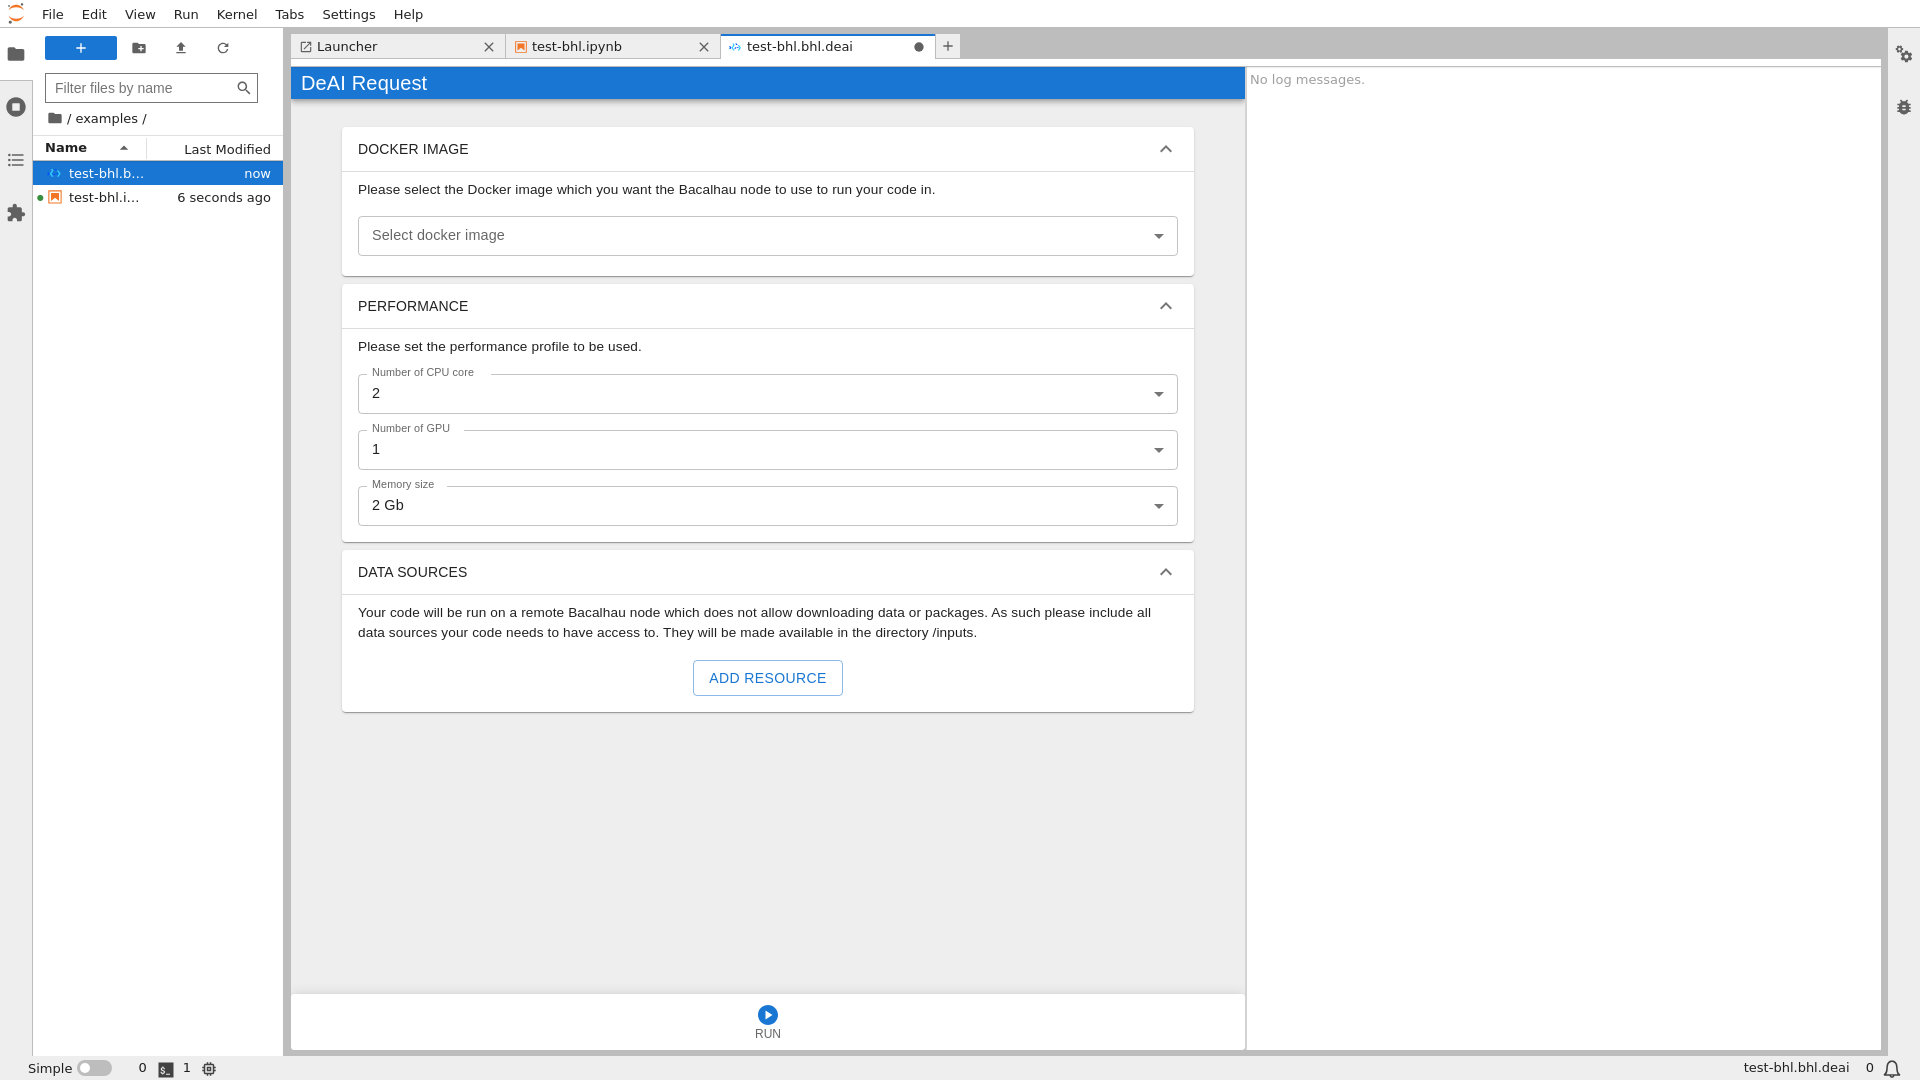 File Edit View Run Kernel Tabs Settings Help
Launcher
test-bhl.ipynb
test-bhl.bhl.deai
Filter files by name
/ examples /
Name
Last Modified
test-bhl.b... now
test-bhl.i... 6 seconds ago
DeAI Request
No log messages.
DOCKER IMAGE
Please select the Docker image which you want the Bacalhau node to use to run your code in.
Select docker image
PERFORMANCE
Please set the performance profile to be used.
Number of CPU core
2
Number of GPU
1
Memory size
2 Gb
DATA SOURCES
Your code will be run on a remote Bacalhau node which does not allow downloading data or packages. As such please include all
data sources your code needs to have access to. They will be made available in the directory /inputs.
ADD RESOURCE
RUN
Simple 0 $_ 1
test-bhl.bhl.deai 0